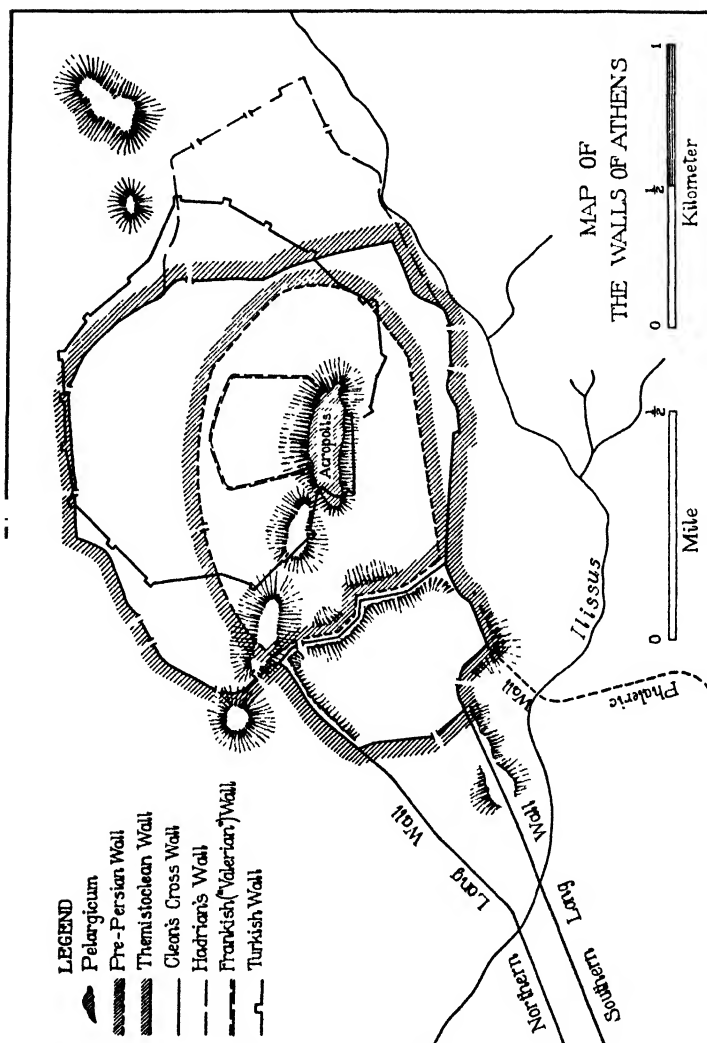 LEGEND
Pelargicum
Pre-Persian Wall
Themistoclean Wall
Cleon's Cross Wall
Hadrian's Wall
Frankish ("Valerian") Wall
Turkish Wall
Acropolis
Northern Long Wall
Southern Long Wall
Phaleric Wall
Ilissus
MAP OF
THE WALLS OF ATHENS
0 ½
Mile
0 ½ 1
Kilometer